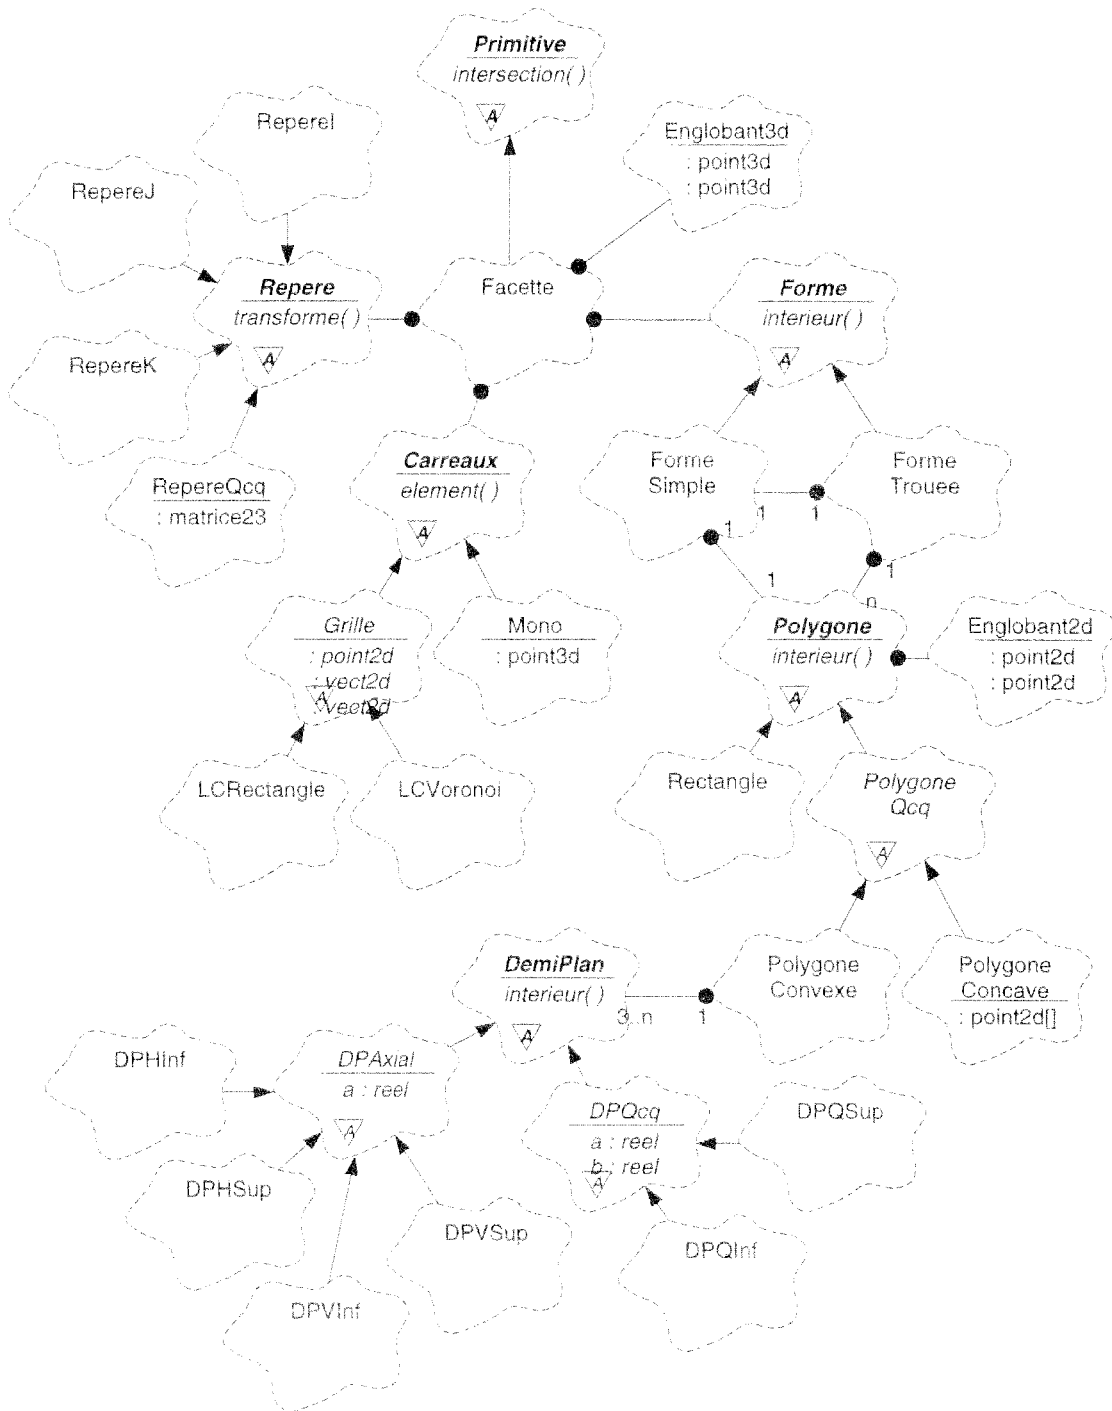 Primitive
intersection( )
A
RepereI
Englobant3d
: point3d
: point3d
RepereJ
Repere
transforme( )
A
Facette
Forme
interieur( )
A
RepereK
RepereQcq
: matrice23
Carreaux
element( )
A
Forme
Simple
Forme
Trouee
1
1
1
1
1
n
Grille
: point2d
: vect2d
: vect2d
A
Mono
: point3d
Polygone
interieur( )
A
Englobant2d
: point2d
: point2d
LCRectangle
LCVoronoi
Rectangle
Polygone
Qcq
A
DemiPlan
interieur( )
A
3..n
1
Polygone
Convexe
Polygone
Concave
: point2d[]
DPHInf
DPAxial
a : reel
A
DPQcq
a : reel
b : reel
A
DPQSup
DPHSup
DPVSup
DPQInf
DPVInf